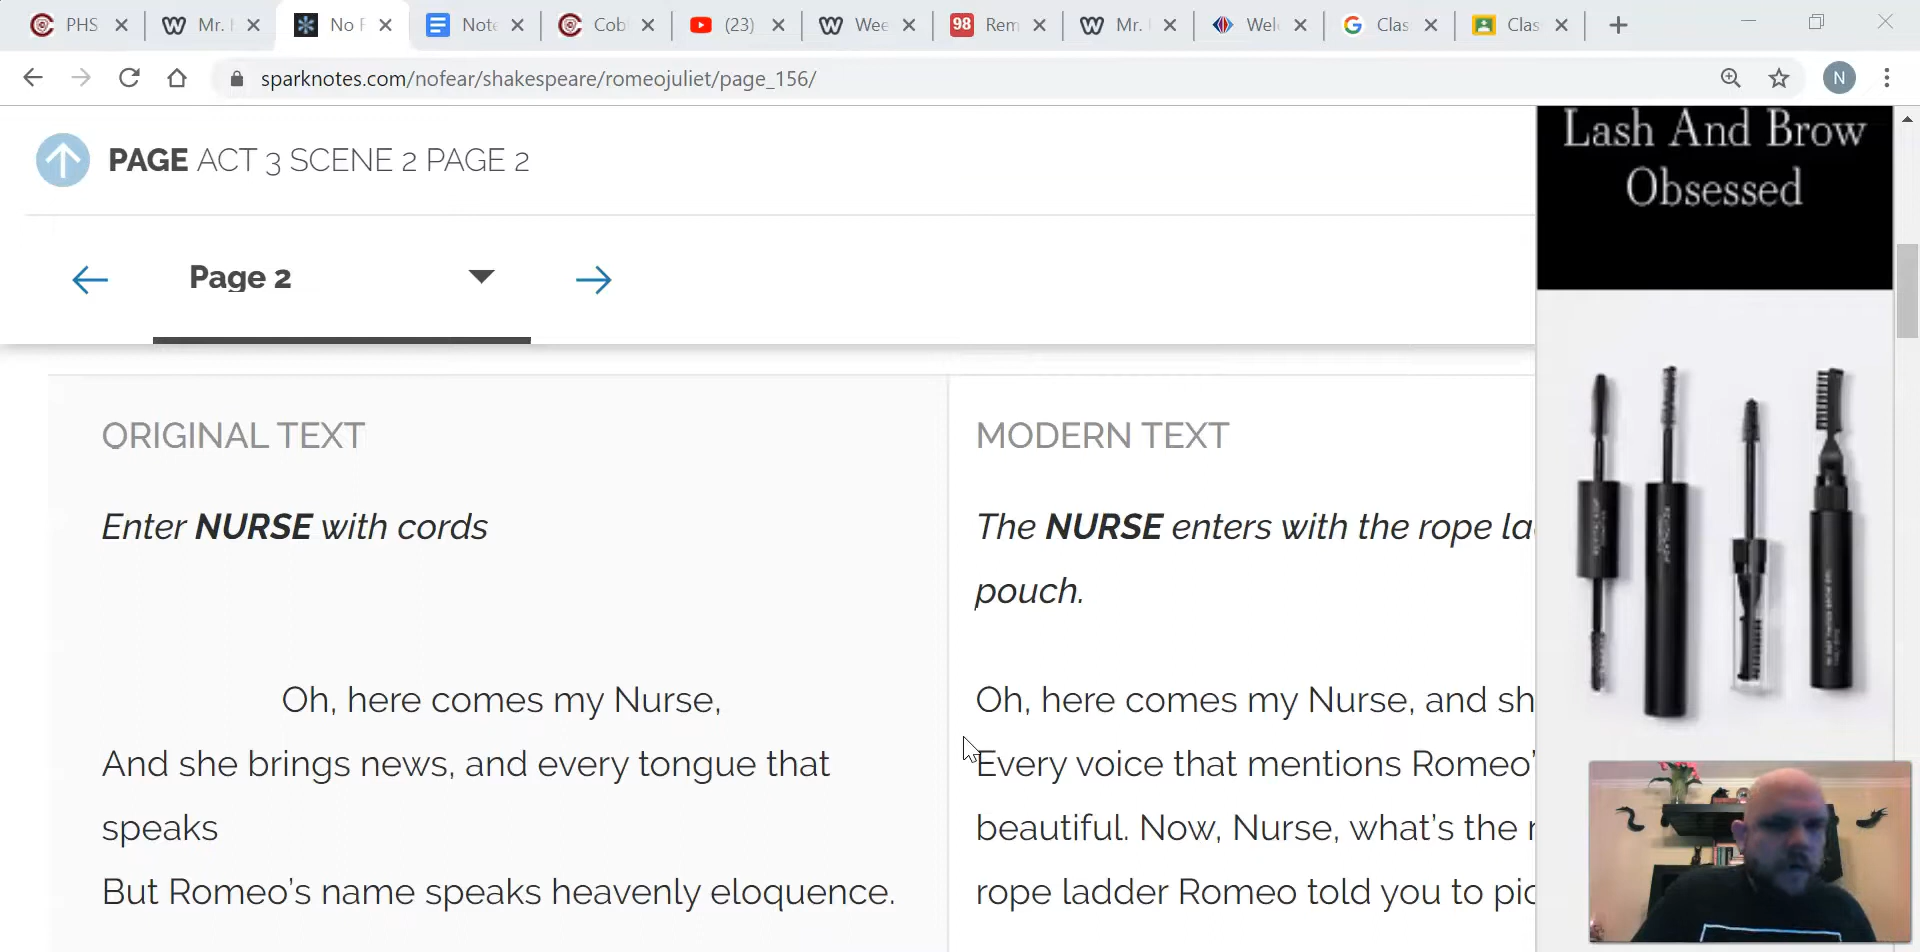 PHS
Mr.
No F
Note
Cob
(23)
Wee
98 Rem
Mr.
Wel
Clas
Clas
sparknotes.com/nofear/shakespeare/romeojuliet/page_156/
N
PAGE ACT 3 SCENE 2 PAGE 2
Page 2
Lash And Brow
Obsessed
ORIGINAL TEXT
Enter NURSE with cords
Oh, here comes my Nurse,
And she brings news, and every tongue that
speaks
But Romeo's name speaks heavenly eloquence.
MODERN TEXT
The NURSE enters with the rope la
pouch.
Oh, here comes my Nurse, and sh
Every voice that mentions Romeo'
beautiful. Now, Nurse, what's the
rope ladder Romeo told you to pic